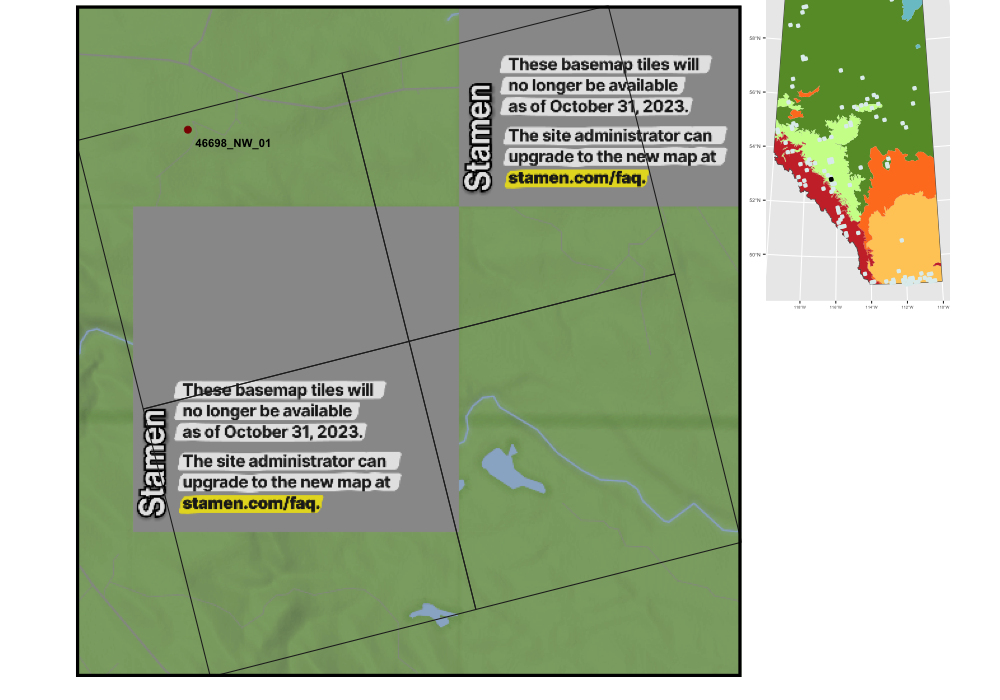 These basemap tiles will
no longer be available
as of October 31, 2023.
The site administrator can
upgrade to the new map at
stamen.com/faq.
Stamen
46698_NW_01
These basemap tiles will
no longer be available
as of October 31, 2023.
The site administrator can
upgrade to the new map at
stamen.com/faq.
Stamen
58°N
56°N
54°N
52°N
50°N
118°W
116°W
114°W
112°W
110°W